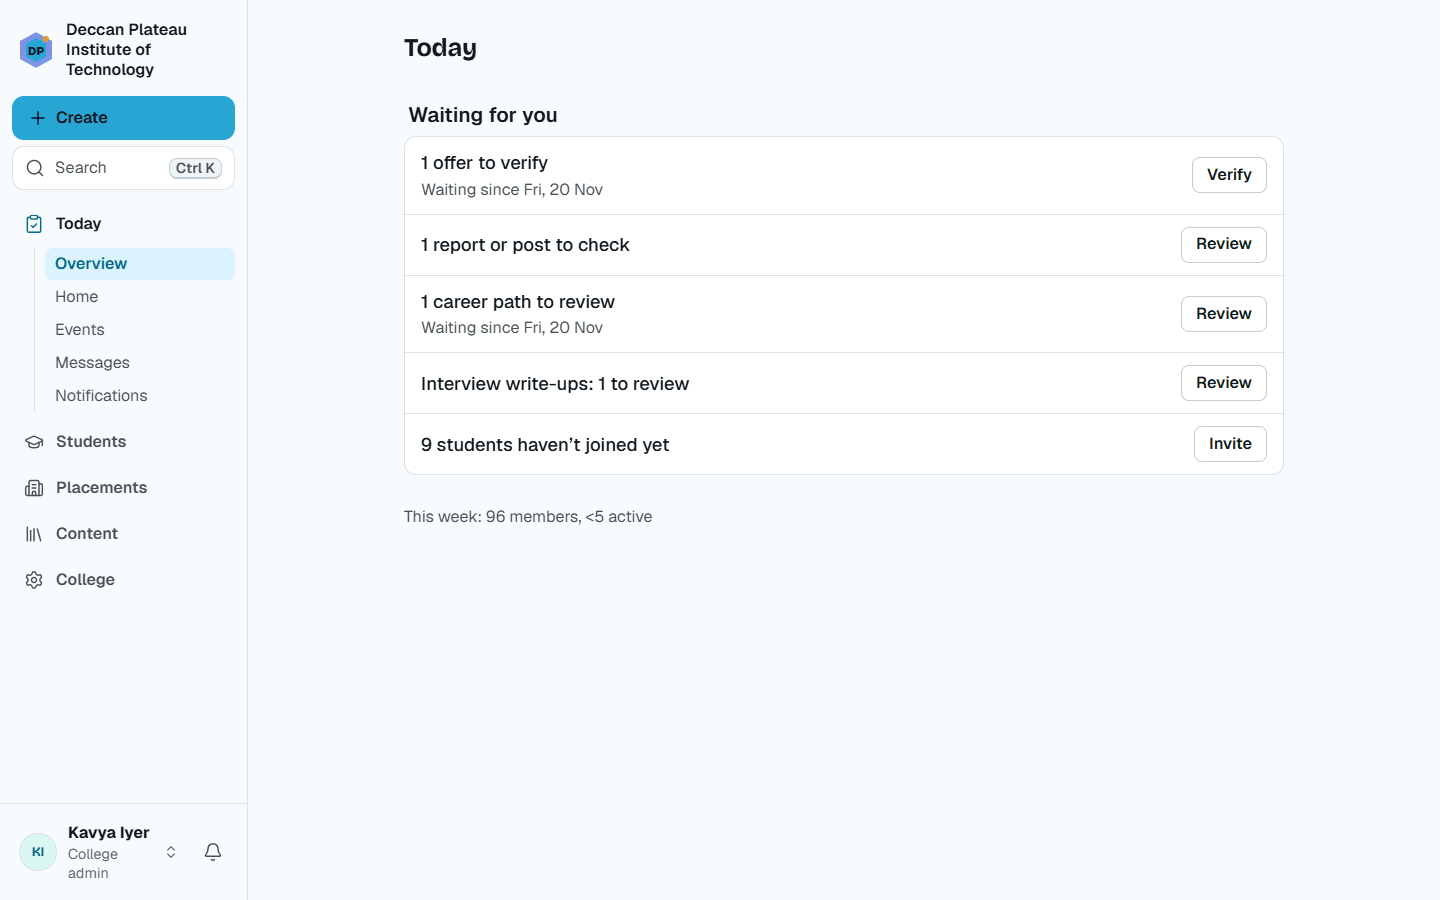 DP
Deccan Plateau
Institute of
Technology
Create
Search
Ctrl K
Today
Overview
Home
Events
Messages
Notifications
Students
Placements
Content
College
KI
Kavya Iyer
College
admin
Today
Waiting for you
1 offer to verify
Waiting since Fri, 20 Nov
Verify
1 report or post to check
Review
1 career path to review
Waiting since Fri, 20 Nov
Review
Interview write-ups: 1 to review
Review
9 students haven’t joined yet
Invite
This week: 96 members, <5 active